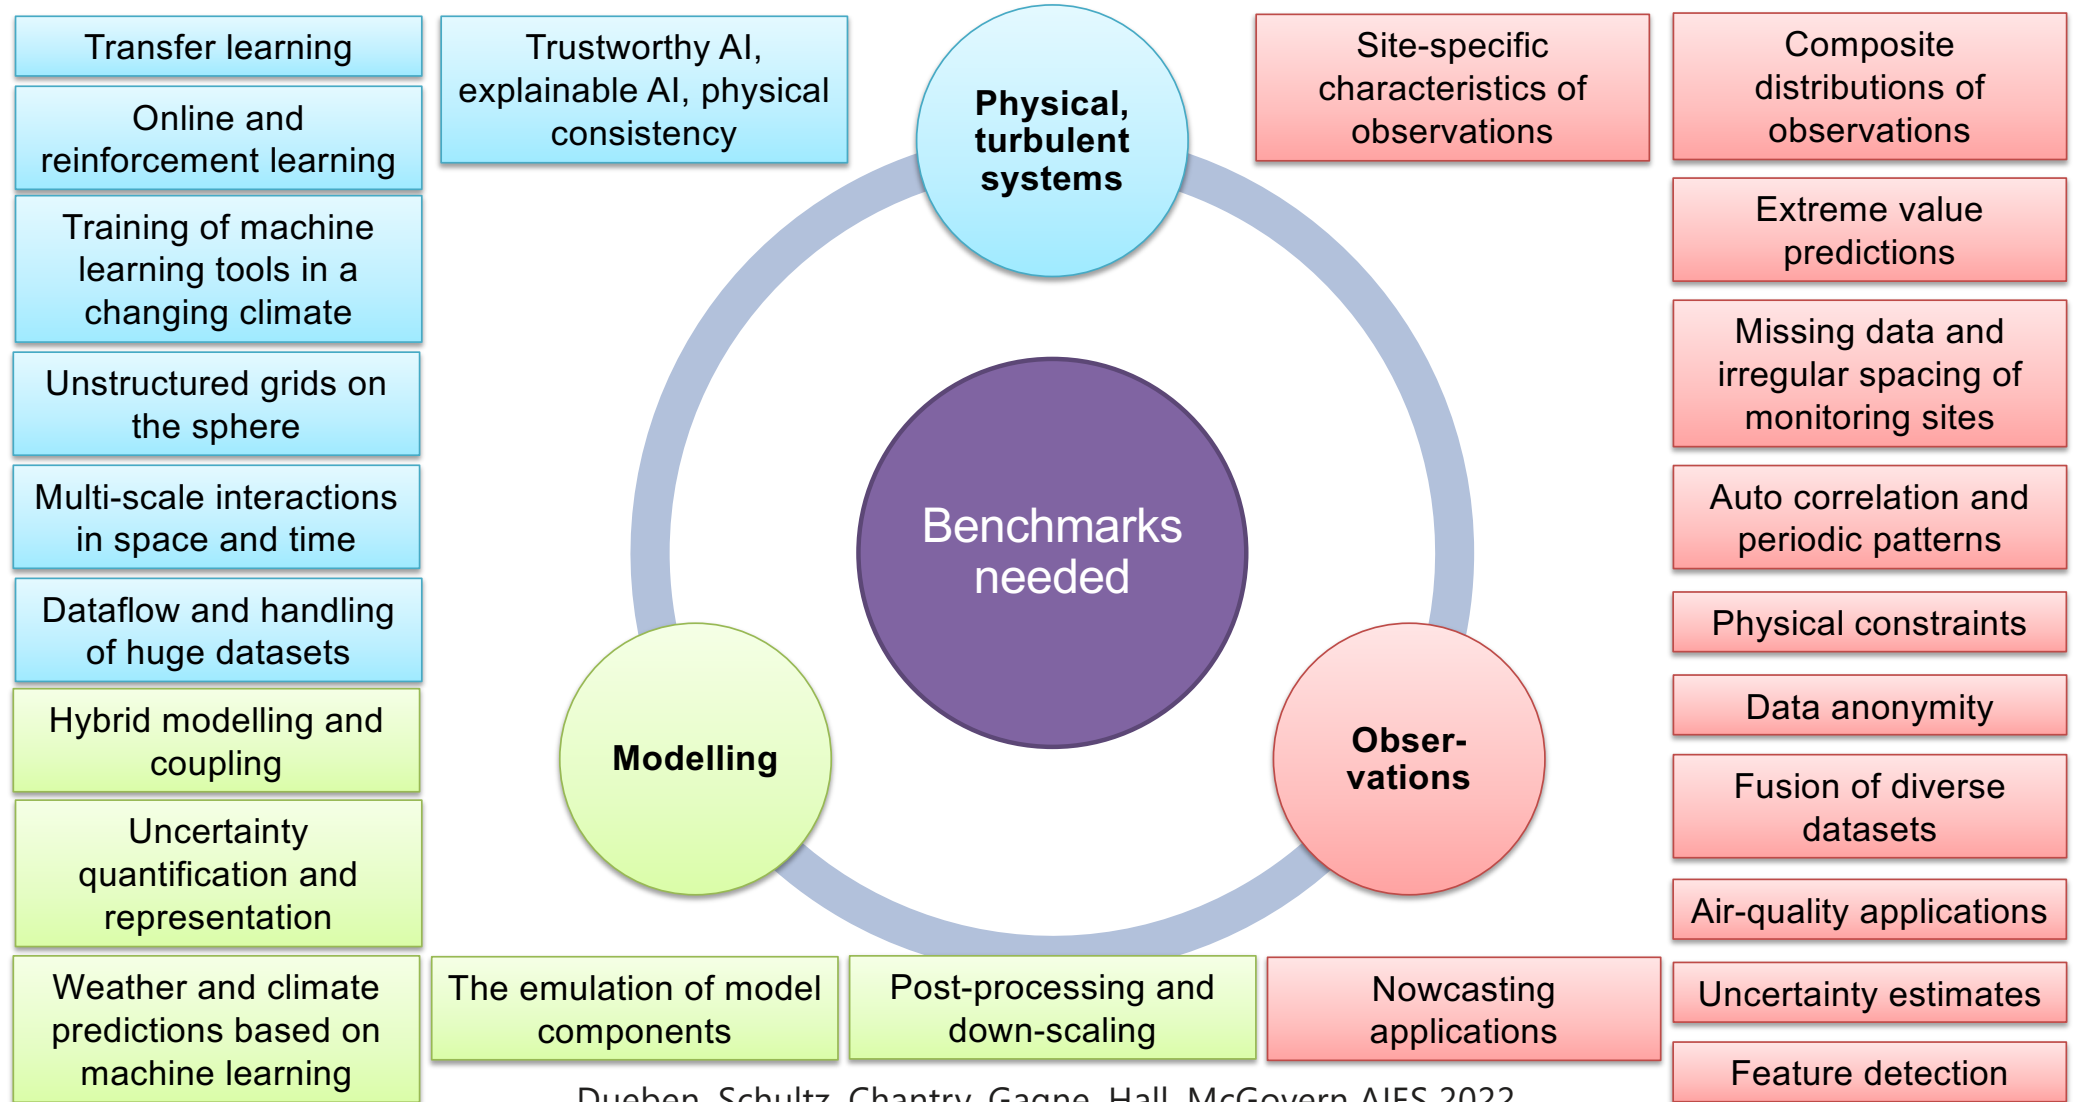 Transfer learning
Online and
reinforcement learning
Training of machine
learning tools in a
changing climate
Unstructured grids on
the sphere
Multi-scale interactions
in space and time
Dataflow and handling
of huge datasets
Hybrid modelling and
coupling
Uncertainty
quantification and
representation
Weather and climate
predictions based on
machine learning
Trustworthy AI,
explainable AI, physical
consistency
Physical,
turbulent
systems
Benchmarks
needed
Modelling
Obser-
vations
The emulation of model
components
Post-processing and
down-scaling
Nowcasting
applications
Site-specific
characteristics of
observations
Composite
distributions of
observations
Extreme value
predictions
Missing data and
irregular spacing of
monitoring sites
Auto correlation and
periodic patterns
Physical constraints
Data anonymity
Fusion of diverse
datasets
Air-quality applications
Uncertainty estimates
Feature detection
Dueben, Schultz, Chantry, Gagne, Hall, McGovern AIES 2022